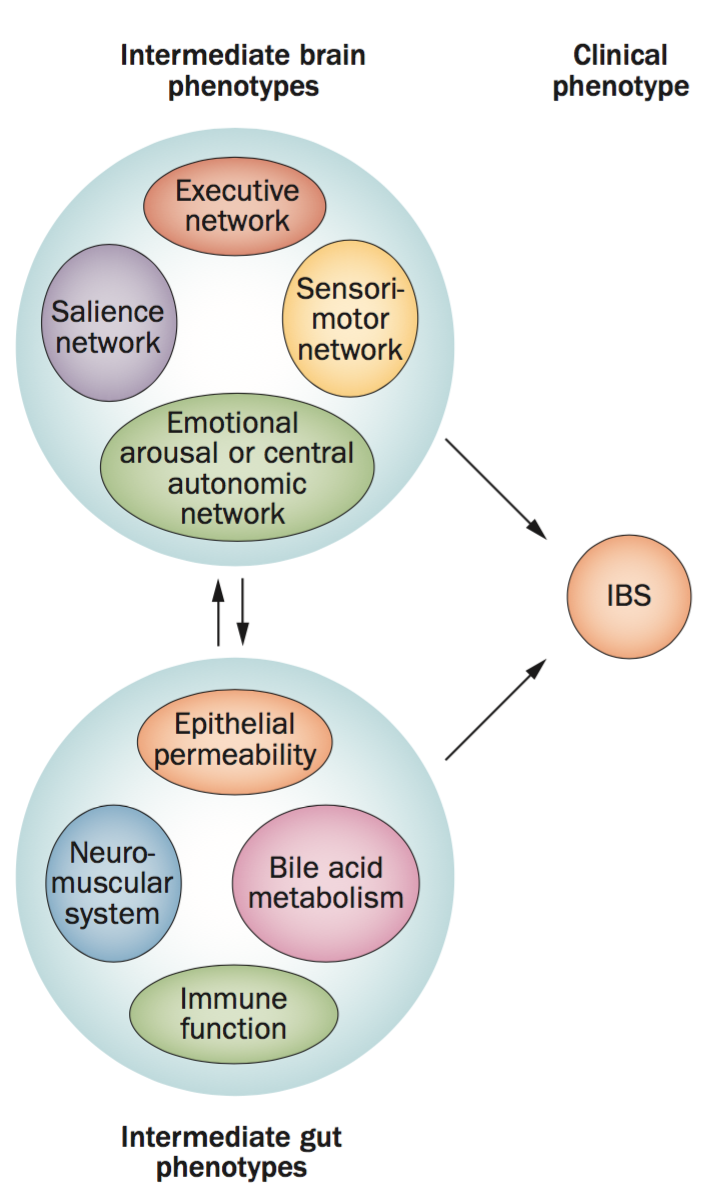 Intermediate brain
phenotypes
Clinical
phenotype
Executive
network
Salience
network
Sensori-
motor
network
Emotional
arousal or central
autonomic
network
IBS
Epithelial
permeability
Neuro-
muscular
system
Bile acid
metabolism
Immune
function
Intermediate gut
phenotypes